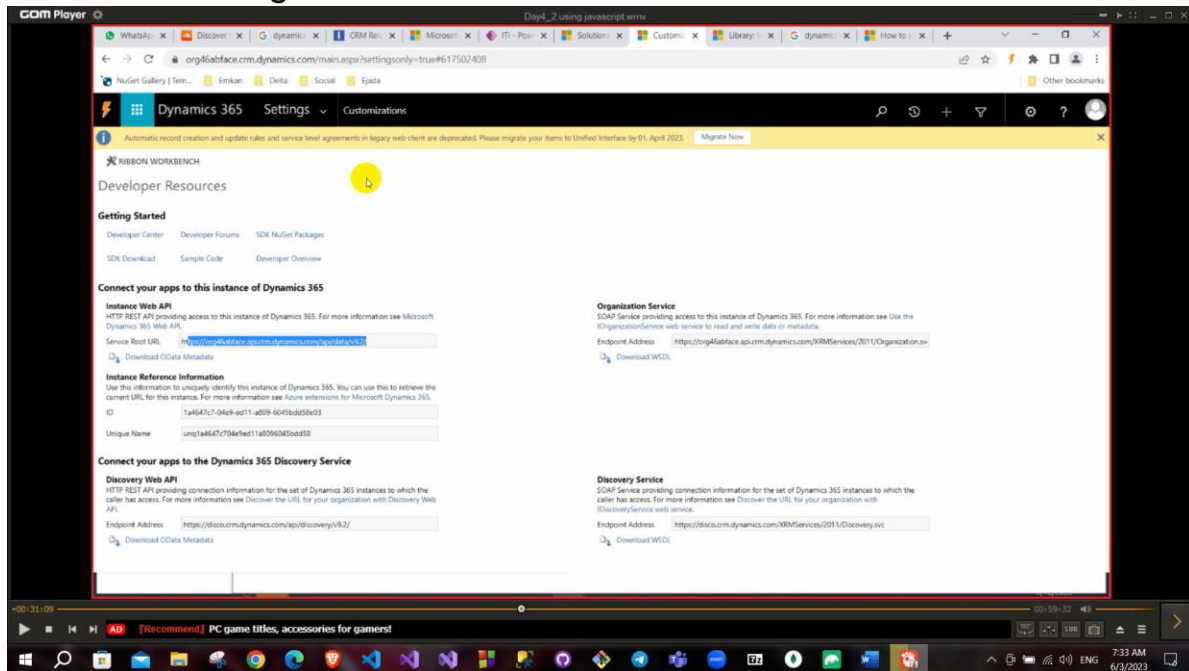 GOM Player
Day4_2 using javascript.wmv
WhatsAp
Discover
dynamic
CRM Res
Microsof
ITI - Pow
Solution
Custom
Library:
dynamic
How to
org46abface.crm.dynamics.com/main.aspx?settingsonly=true#617502408
NuGet Gallery | Tem...
Emkan
Delta
Social
Ejada
Other bookmarks
Dynamics 365
Settings
Customizations
Automatic record creation and update rules and service level agreements in legacy web client are deprecated. Please migrate your items to Unified Interface by 01. April 2023.
Migrate Now
RIBBON WORKBENCH
Developer Resources
Getting Started
Developer Center
Developer Forums
SDK NuGet Packages
SDK Download
Sample Code
Developer Overview
Connect your apps to this instance of Dynamics 365
Instance Web API
HTTP REST API providing access to this instance of Dynamics 365. For more information see Microsoft
Dynamics 365 Web API.
Service Root URL
https://org46abface.api.crm.dynamics.com/api/data/v9.2/
Download OData Metadata
Organization Service
SOAP Service providing access to this instance of Dynamics 365. For more information see Use the
IOrganizationService web service to read and write data or metadata.
Endpoint Address
https://org46abface.api.crm.dynamics.com/XRMServices/2011/Organization.sv
Download WSDL
Instance Reference Information
Use this information to uniquely identify this instance of Dynamics 365. You can use this to retrieve the
current URL for this instance. For more information see Azure extensions for Microsoft Dynamics 365.
ID
1a4647c7-04e9-ed11-a809-6045bdd58e03
Unique Name
unq1a4647c704e9ed11a8096045bdd58
Connect your apps to the Dynamics 365 Discovery Service
Discovery Web API
HTTP REST API providing connection information for the set of Dynamics 365 instances to which the
caller has access. For more information see Discover the URL for your organization with Discovery Web
API.
Endpoint Address
https://disco.crm.dynamics.com/api/discovery/v9.2/
Download OData Metadata
Discovery Service
SOAP Service providing connection information for the set of Dynamics 365 instances to which the
caller has access. For more information see Discover the URL for your organization with
IDiscoveryService web service.
Endpoint Address
https://disco.crm.dynamics.com/XRMServices/2011/Discovery.svc
Download WSDL
-00:31:09
00:59:32
AD
[Recommend] PC game titles, accessories for gamers!
360°
SUB
ENG
7:33 AM
6/3/2023